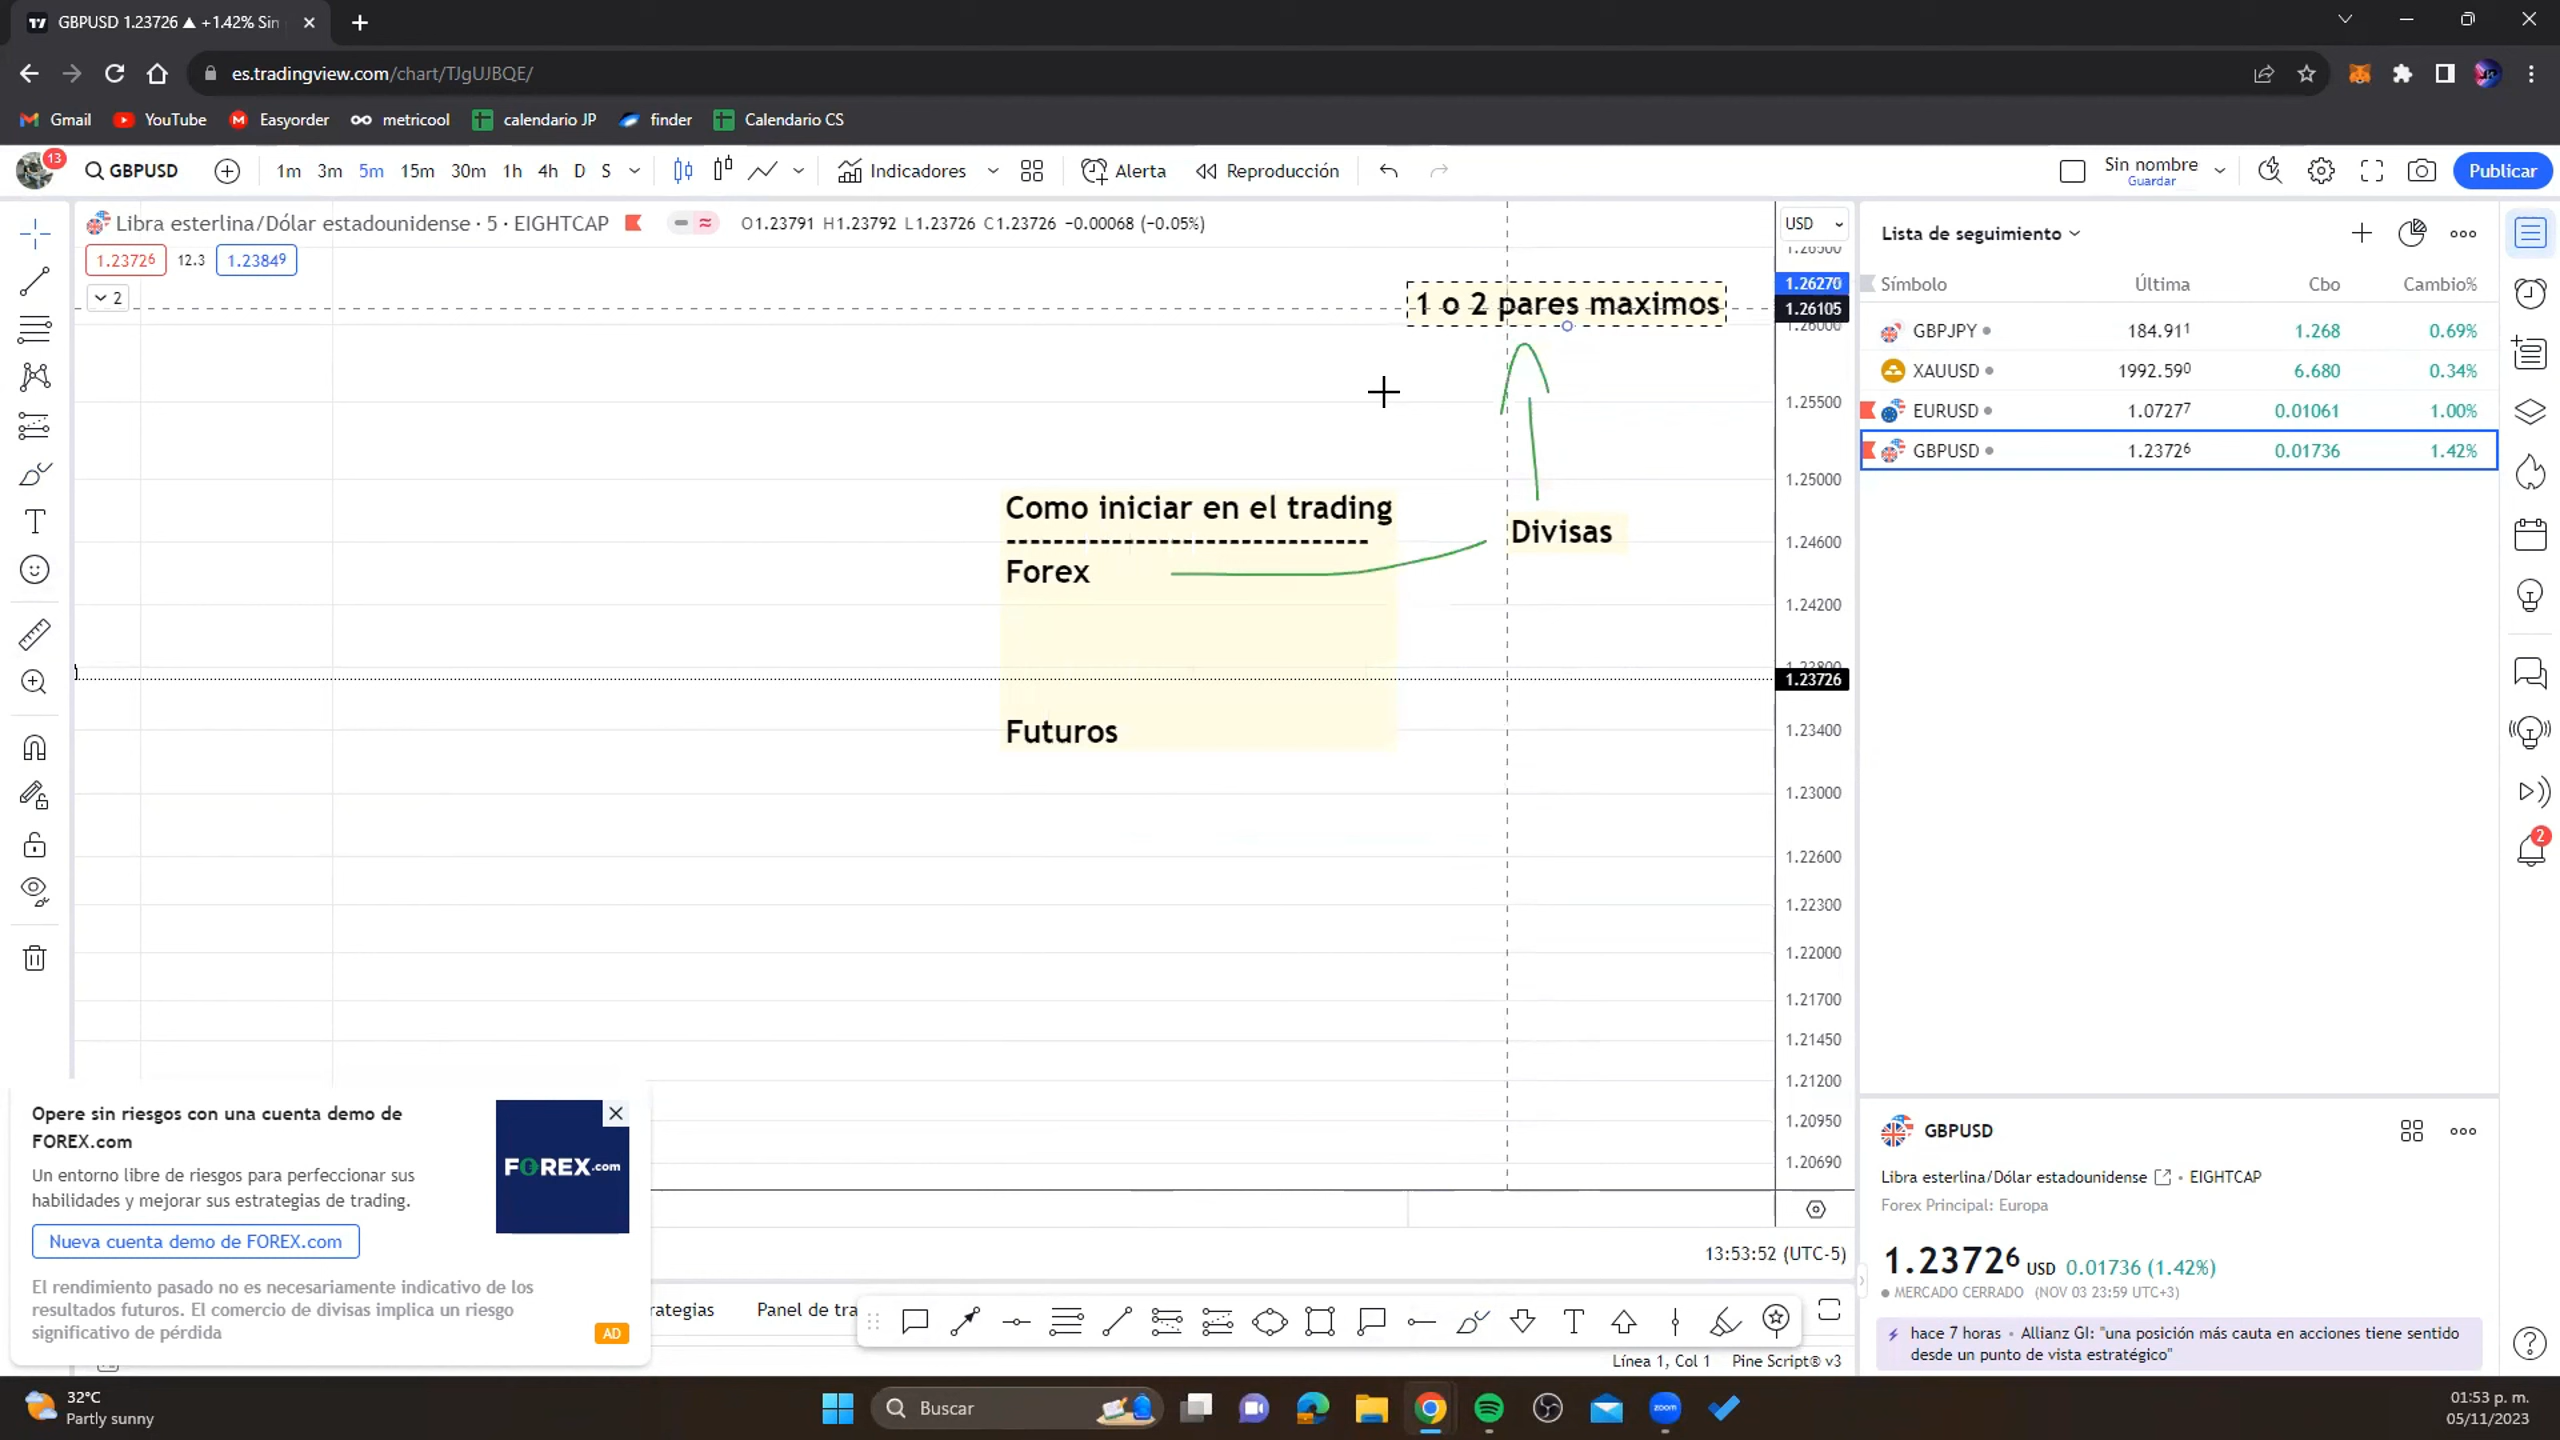 GBPUSD 1.23726 ▲ +1.42% Sin
es.tradingview.com/chart/TJgUJBQE/
Gmail YouTube Easyorder metricool calendario JP finder Calendario CS
13
GBPUSD 1m 3m 5m 15m 30m 1h 4h D S Indicadores Alerta Reproducción
Sin nombre
Guardar
Publicar
Libra esterlina/Dólar estadounidense · 5 · EIGHTCAP O1.23791 H1.23792 L1.23726 C1.23726 −0.00068 (−0.05%)
1.23726 12.3 1.23849
2
USD
1.26500
1.26270
1.26105
1.26000
1.25500
1.25000
1.24600
1.24200
1.23800
1.23726
1.23400
1.23000
1.22600
1.22300
1.22000
1.21700
1.21450
1.21200
1.20950
1.20690
1 o 2 pares maximos
Como iniciar en el trading
-------------------------------
Forex
Futuros
Divisas
Lista de seguimiento
Símbolo Última Cbo Cambio%
GBPJPY 184.911 1.268 0.69%
XAUUSD 1992.590 6.680 0.34%
EURUSD 1.07277 0.01061 1.00%
GBPUSD 1.23726 0.01736 1.42%
2
Opere sin riesgos con una cuenta demo de
FOREX.com
Un entorno libre de riesgos para perfeccionar sus
habilidades y mejorar sus estrategias de trading.
Nueva cuenta demo de FOREX.com
El rendimiento pasado no es necesariamente indicativo de los
resultados futuros. El comercio de divisas implica un riesgo
significativo de pérdida
FOREX.com
AD
13:53:52 (UTC-5)
rategias Panel de tra
Línea 1, Col 1 Pine Script® v3
GBPUSD
Libra esterlina/Dólar estadounidense • EIGHTCAP
Forex Principal: Europa
1.23726 USD 0.01736 (1.42%)
MERCADO CERRADO (NOV 03 23:59 UTC+3)
hace 7 horas • Allianz GI: "una posición más cauta en acciones tiene sentido
desde un punto de vista estratégico"
32°C
Partly sunny
Buscar
zoom
01:53 p. m.
05/11/2023